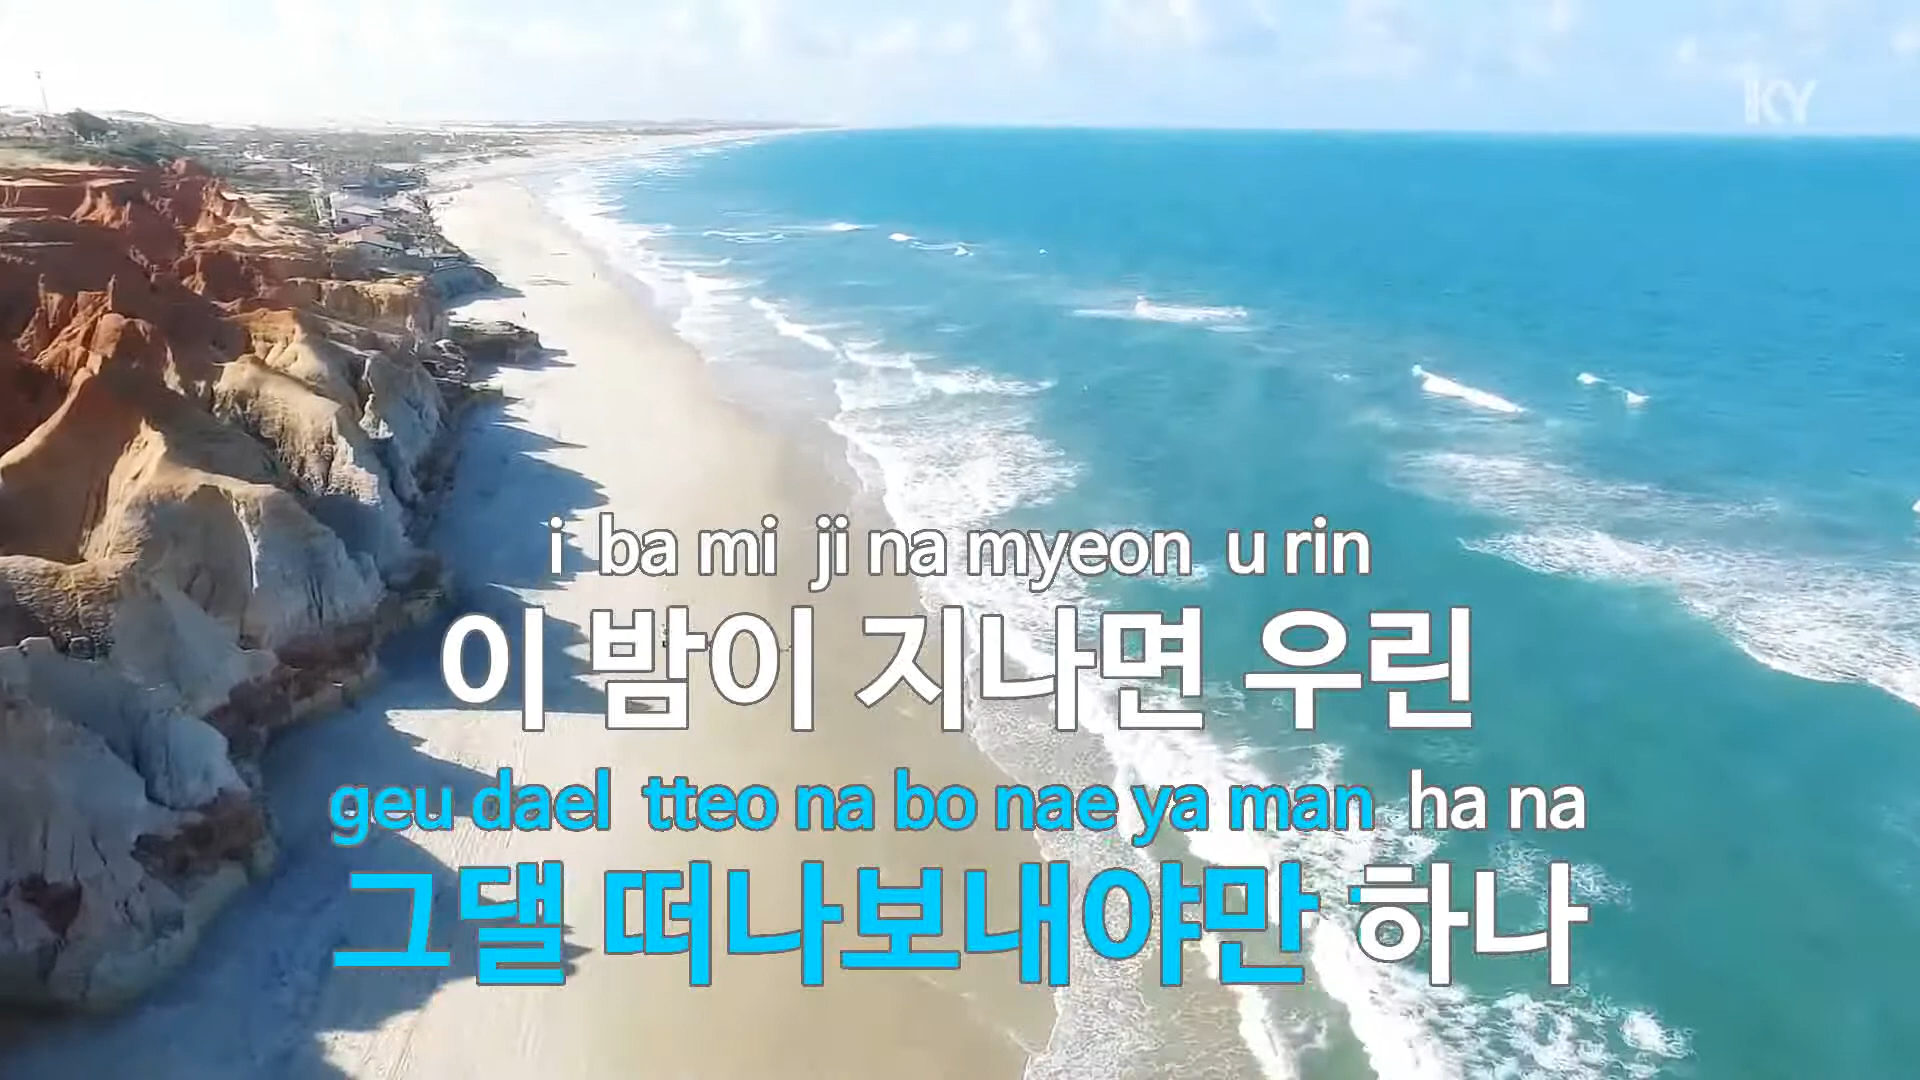 KY
i ba mi ji na myeon u rin
이 밤이 지나면 우린
geu dael tteo na bo nae ya man ha na
그댈 떠나보내야만 하나